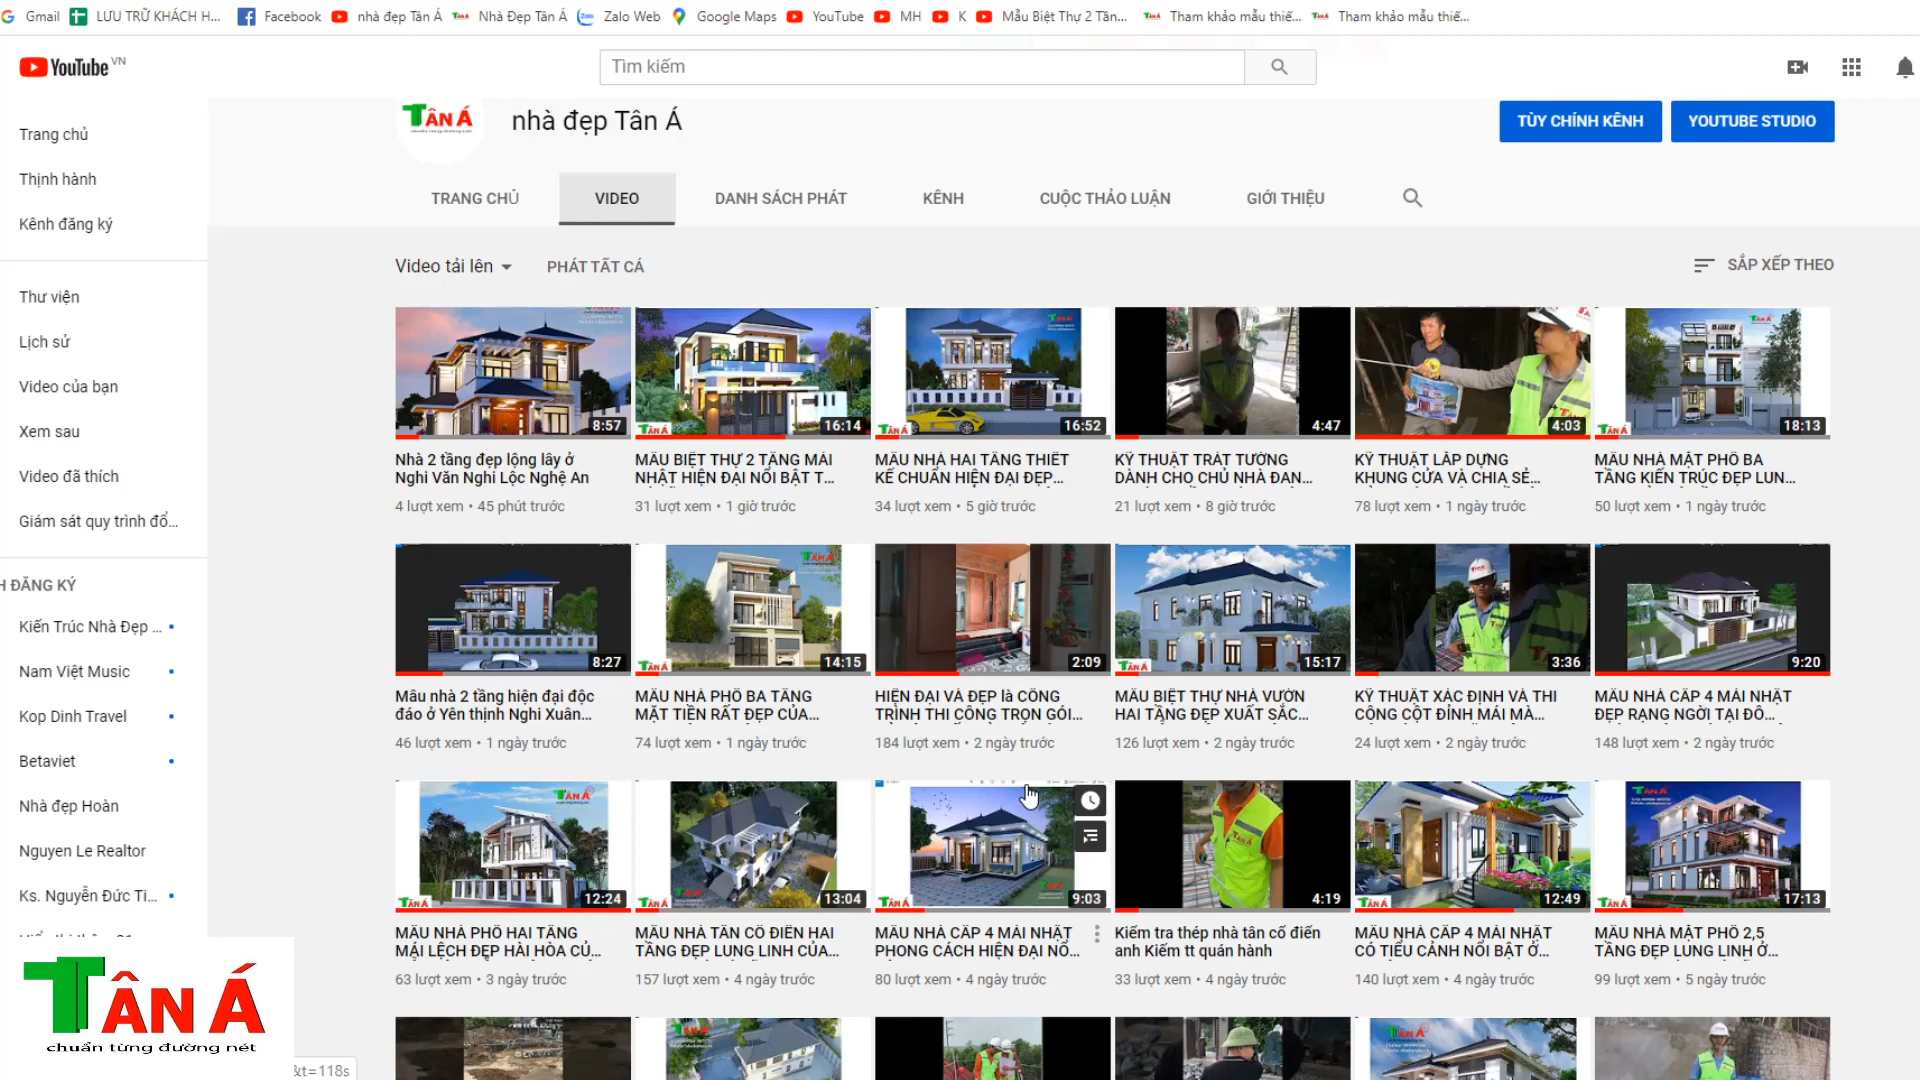 Gmail LƯU TRỮ KHÁCH H... Facebook nhà đẹp Tân Á Nhà Đẹp Tân Á Zalo Web Google Maps YouTube MH K Mẫu Biệt Thự 2 Tần... Tham khảo mẫu thiế... Tham khảo mẫu thiế...
YouTube VN
Tìm kiếm
TÂN Á
nhà đẹp Tân Á
TÙY CHỈNH KÊNH
YOUTUBE STUDIO
TRANG CHỦ
VIDEO
DANH SÁCH PHÁT
KÊNH
CUỘC THẢO LUẬN
GIỚI THIỆU
Trang chủ
Thịnh hành
Kênh đăng ký
Thư viện
Lịch sử
Video của bạn
Xem sau
Video đã thích
Giám sát quy trình đổ...
H ĐĂNG KÝ
Kiến Trúc Nhà Đẹp ...
Nam Việt Music
Kop Dinh Travel
Betaviet
Nhà đẹp Hoàn
Nguyen Le Realtor
Ks. Nguyễn Đức Ti...
Video tải lên
PHÁT TẤT CẢ
SẮP XẾP THEO
8:57
16:14
16:52
4:47
4:03
18:13
Nhà 2 tầng đẹp lộng lẫy ở
Nghi Văn Nghi Lộc Nghệ An
4 lượt xem • 45 phút trước
MẪU BIỆT THỰ 2 TẦNG MÁI
NHẬT HIỆN ĐẠI NỔI BẬT T...
31 lượt xem • 1 giờ trước
MẪU NHÀ HAI TẦNG THIẾT
KẾ CHUẨN HIỆN ĐẠI ĐẸP...
34 lượt xem • 5 giờ trước
KỸ THUẬT TRÁT TƯỜNG
DÀNH CHO CHỦ NHÀ ĐAN...
21 lượt xem • 8 giờ trước
KỸ THUẬT LẮP DỰNG
KHUNG CỬA VÀ CHIA SẺ...
78 lượt xem • 1 ngày trước
MẪU NHÀ MẶT PHỐ BA
TẦNG KIẾN TRÚC ĐẸP LUN...
50 lượt xem • 1 ngày trước
8:27
14:15
2:09
15:17
3:36
9:20
Mẫu nhà 2 tầng hiện đại độc
đáo ở Yên thịnh Nghi Xuân...
46 lượt xem • 1 ngày trước
MẪU NHÀ PHỐ BA TẦNG
MẶT TIỀN RẤT ĐẸP CỦA...
74 lượt xem • 1 ngày trước
HIỆN ĐẠI VÀ ĐẸP là CÔNG
TRÌNH THI CÔNG TRỌN GÓI...
184 lượt xem • 2 ngày trước
MẪU BIỆT THỰ NHÀ VƯỜN
HAI TẦNG ĐẸP XUẤT SẮC...
126 lượt xem • 2 ngày trước
KỸ THUẬT XÁC ĐỊNH VÀ THI
CÔNG CỘT ĐỈNH MÁI MÀ...
24 lượt xem • 2 ngày trước
MẪU NHÀ CẤP 4 MÁI NHẬT
ĐẸP RẠNG NGỜI TẠI ĐÔ...
148 lượt xem • 2 ngày trước
12:24
13:04
9:03
4:19
12:49
17:13
MẪU NHÀ PHỐ HAI TẦNG
MÁI LỆCH ĐẸP HÀI HÒA CỦ...
63 lượt xem • 3 ngày trước
MẪU NHÀ TÂN CỔ ĐIỂN HAI
TẦNG ĐẸP LUNG LINH CỦA...
157 lượt xem • 4 ngày trước
MẪU NHÀ CẤP 4 MÁI NHẬT
PHONG CÁCH HIỆN ĐẠI NỔ...
80 lượt xem • 4 ngày trước
Kiểm tra thép nhà tân cổ điển
anh Kiểm tt quán hành
33 lượt xem • 4 ngày trước
MẪU NHÀ CẤP 4 MÁI NHẬT
CÓ TIỂU CẢNH NỔI BẬT Ở...
140 lượt xem • 4 ngày trước
MẪU NHÀ MẶT PHỐ 2,5
TẦNG ĐẸP LUNG LINH Ở...
99 lượt xem • 5 ngày trước
TÂN Á
chuẩn từng đường nét
&t=118s